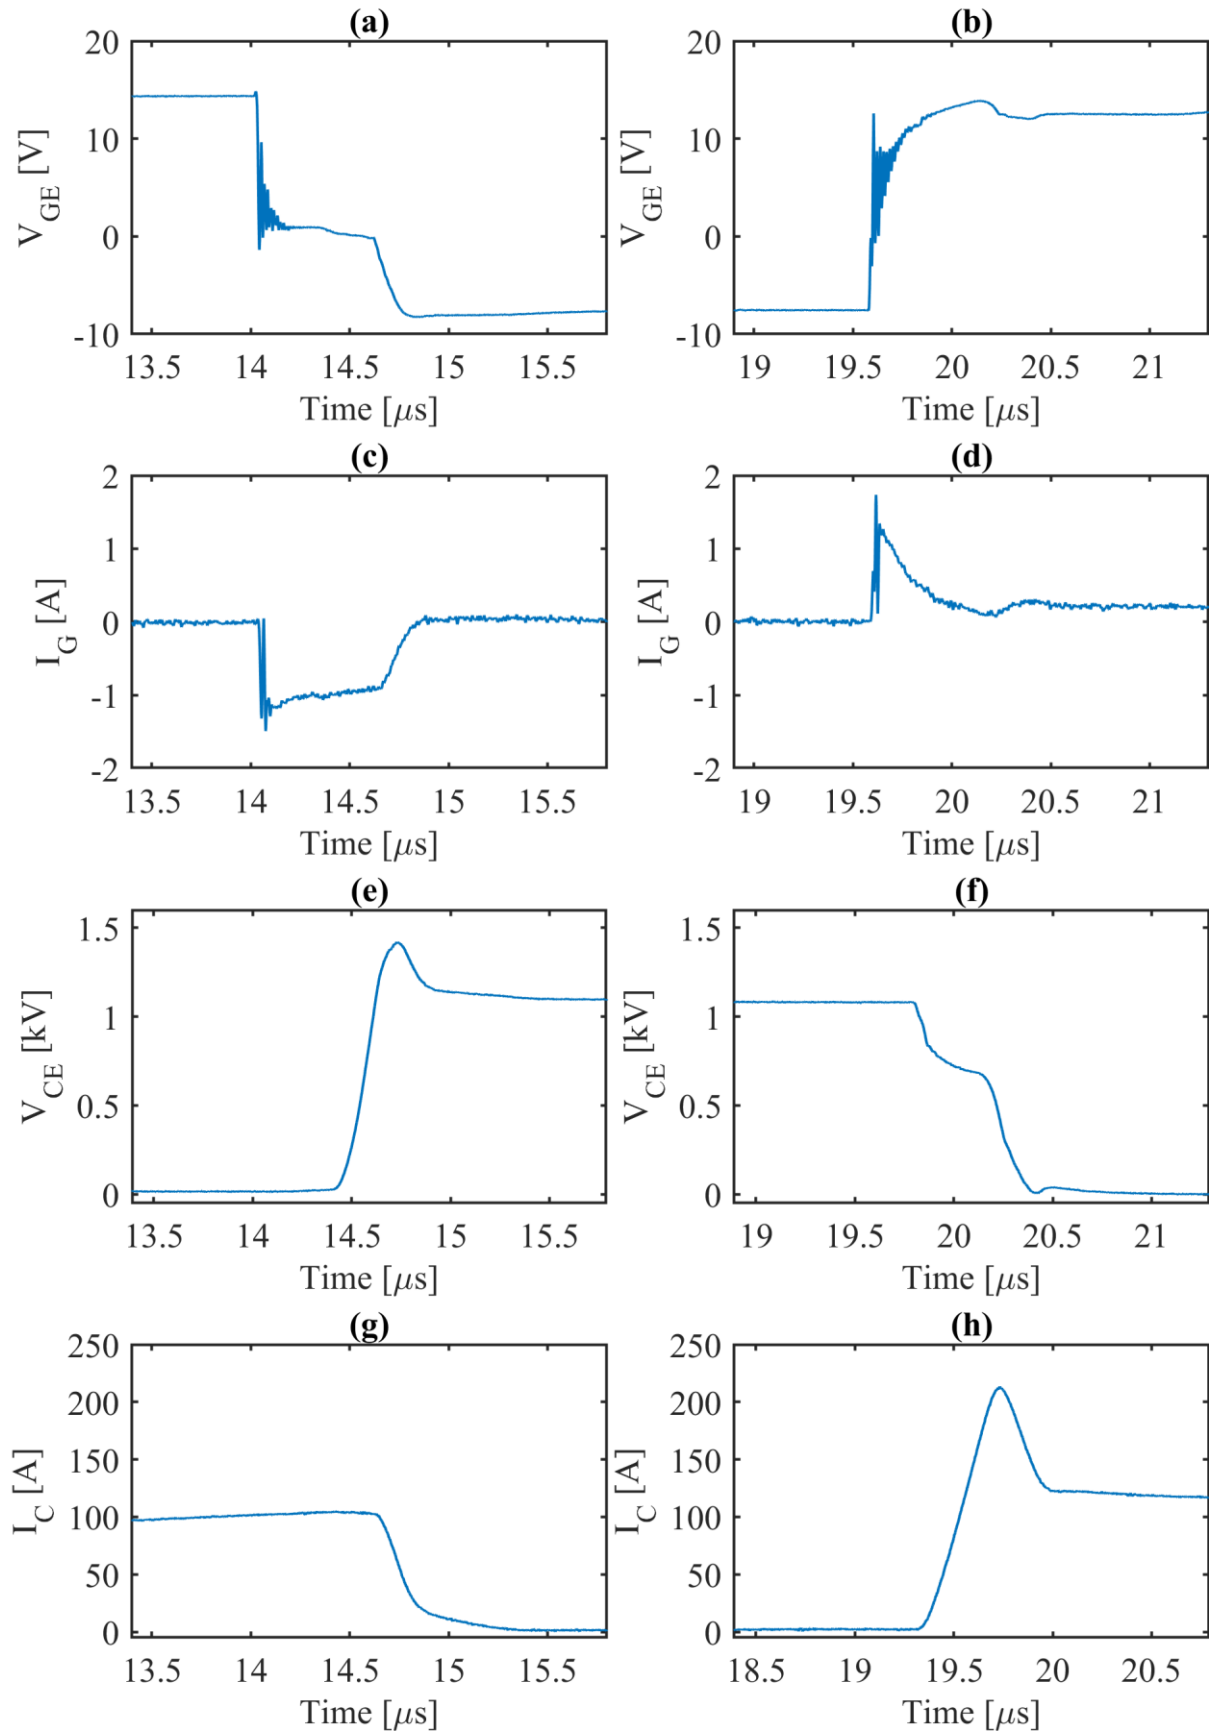 (a)
20
10
0
-10
V_GE [V]
13.5 14 14.5 15 15.5
Time [μs]
(b)
20
10
0
-10
V_GE [V]
19 19.5 20 20.5 21
Time [μs]
(c)
2
1
0
-1
-2
I_G [A]
13.5 14 14.5 15 15.5
Time [μs]
(d)
2
1
0
-1
-2
I_G [A]
19 19.5 20 20.5 21
Time [μs]
(e)
1.5
1
0.5
0
V_CE [kV]
13.5 14 14.5 15 15.5
Time [μs]
(f)
1.5
1
0.5
0
V_CE [kV]
19 19.5 20 20.5 21
Time [μs]
(g)
250
200
150
100
50
0
I_C [A]
13.5 14 14.5 15 15.5
Time [μs]
(h)
250
200
150
100
50
0
I_C [A]
18.5 19 19.5 20 20.5
Time [μs]